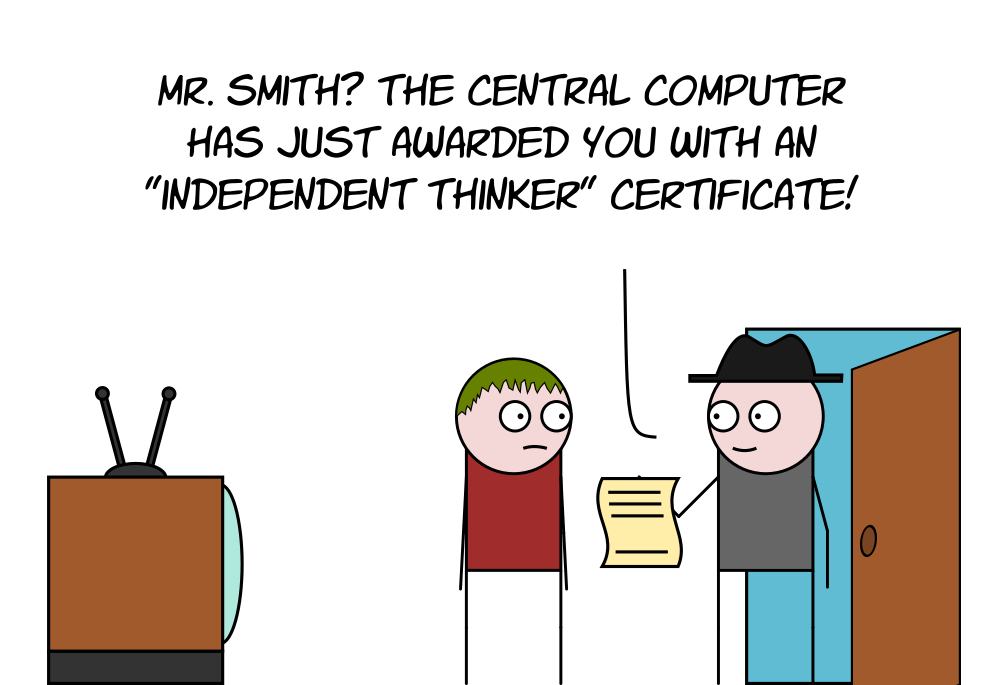 MR. SMITH? THE CENTRAL COMPUTER
HAS JUST AWARDED YOU WITH AN
"INDEPENDENT THINKER" CERTIFICATE!